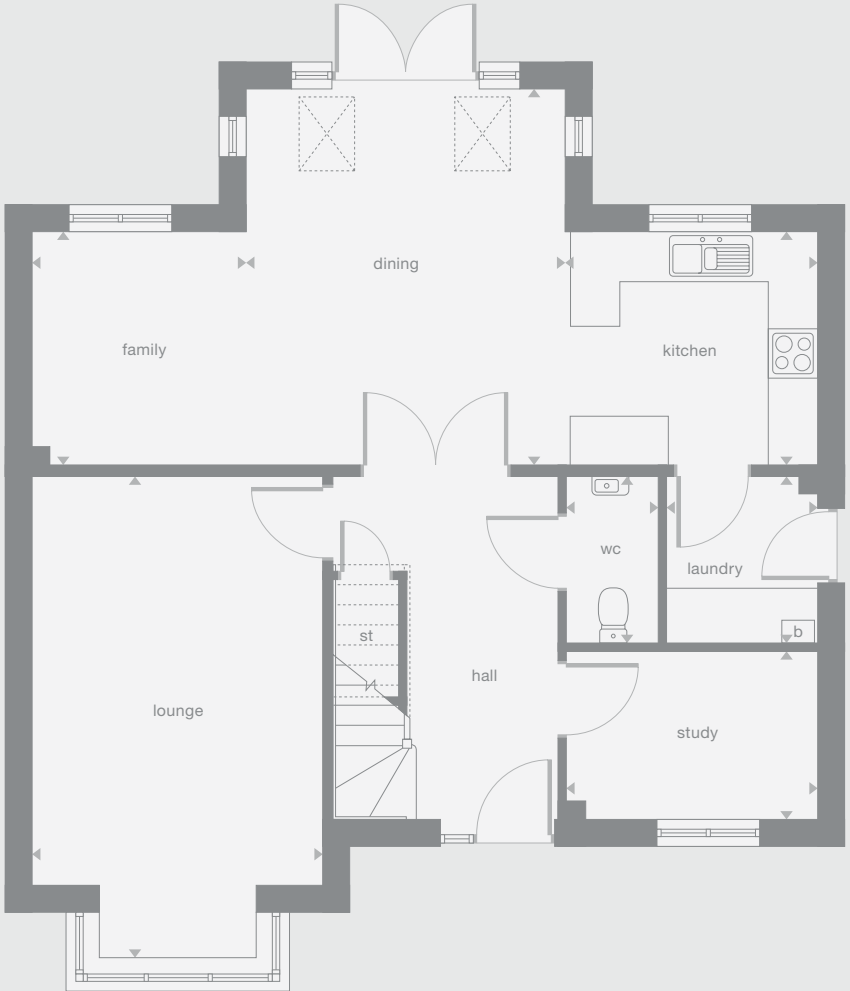 dining
family
kitchen
wc
laundry
b
st
hall
lounge
study